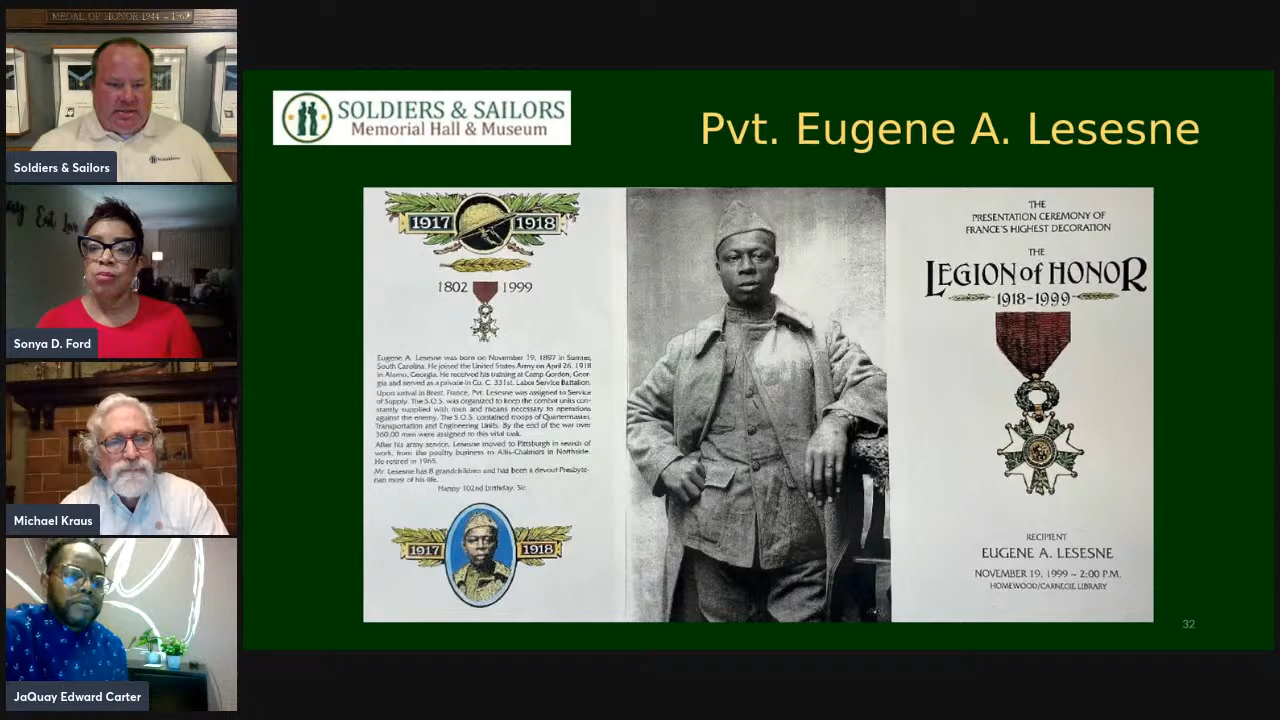 MEDAL OF HONOR 1944 – 1967
Soldiers & Sailors
Eat Love
Sonya D. Ford
Michael Kraus
JaQuay Edward Carter
SOLDIERS & SAILORS
Memorial Hall & Museum
Pvt. Eugene A. Lesesne
1917 1918
1802 1999
Eugene A. Lesesne was born on November 19, 1897 in Sumter,
South Carolina. He joined the United States Army on April 26, 1918
in Alamo, Georgia. He received his training at Camp Gordon, Geor-
gia and served as a private in Co. C. 331st. Labor Service Battalion.
Upon arrival in Brest, France, Pvt. Lesesne was assigned to Service
of Supply. The S.O.S. was organized to keep the combat units con-
stantly supplied with men and means necessary to operations
against the enemy. The S.O.S. contained troops of Quartermaster,
Transportation and Engineering Units. By the end of the war over
360,00 men were assigned to this vital task.
After his army service, Lesesne moved to Pittsburgh in search of
work, from the poultry business to Allis-Chalmers in Northside.
He retired in 1965.
Mr. Lesesne has 8 grandchildren and has been a devout Presbyte-
rian most of his life.
Happy 102nd Birthday, Sir.
1917 1918
THE
PRESENTATION CEREMONY OF
FRANCE'S HIGHEST DECORATION
THE
LEGION of HONOR
1918-1999
RECIPIENT
EUGENE A. LESESNE
NOVEMBER 19, 1999 – 2:00 P.M.
HOMEWOOD/CARNEGIE LIBRARY
32